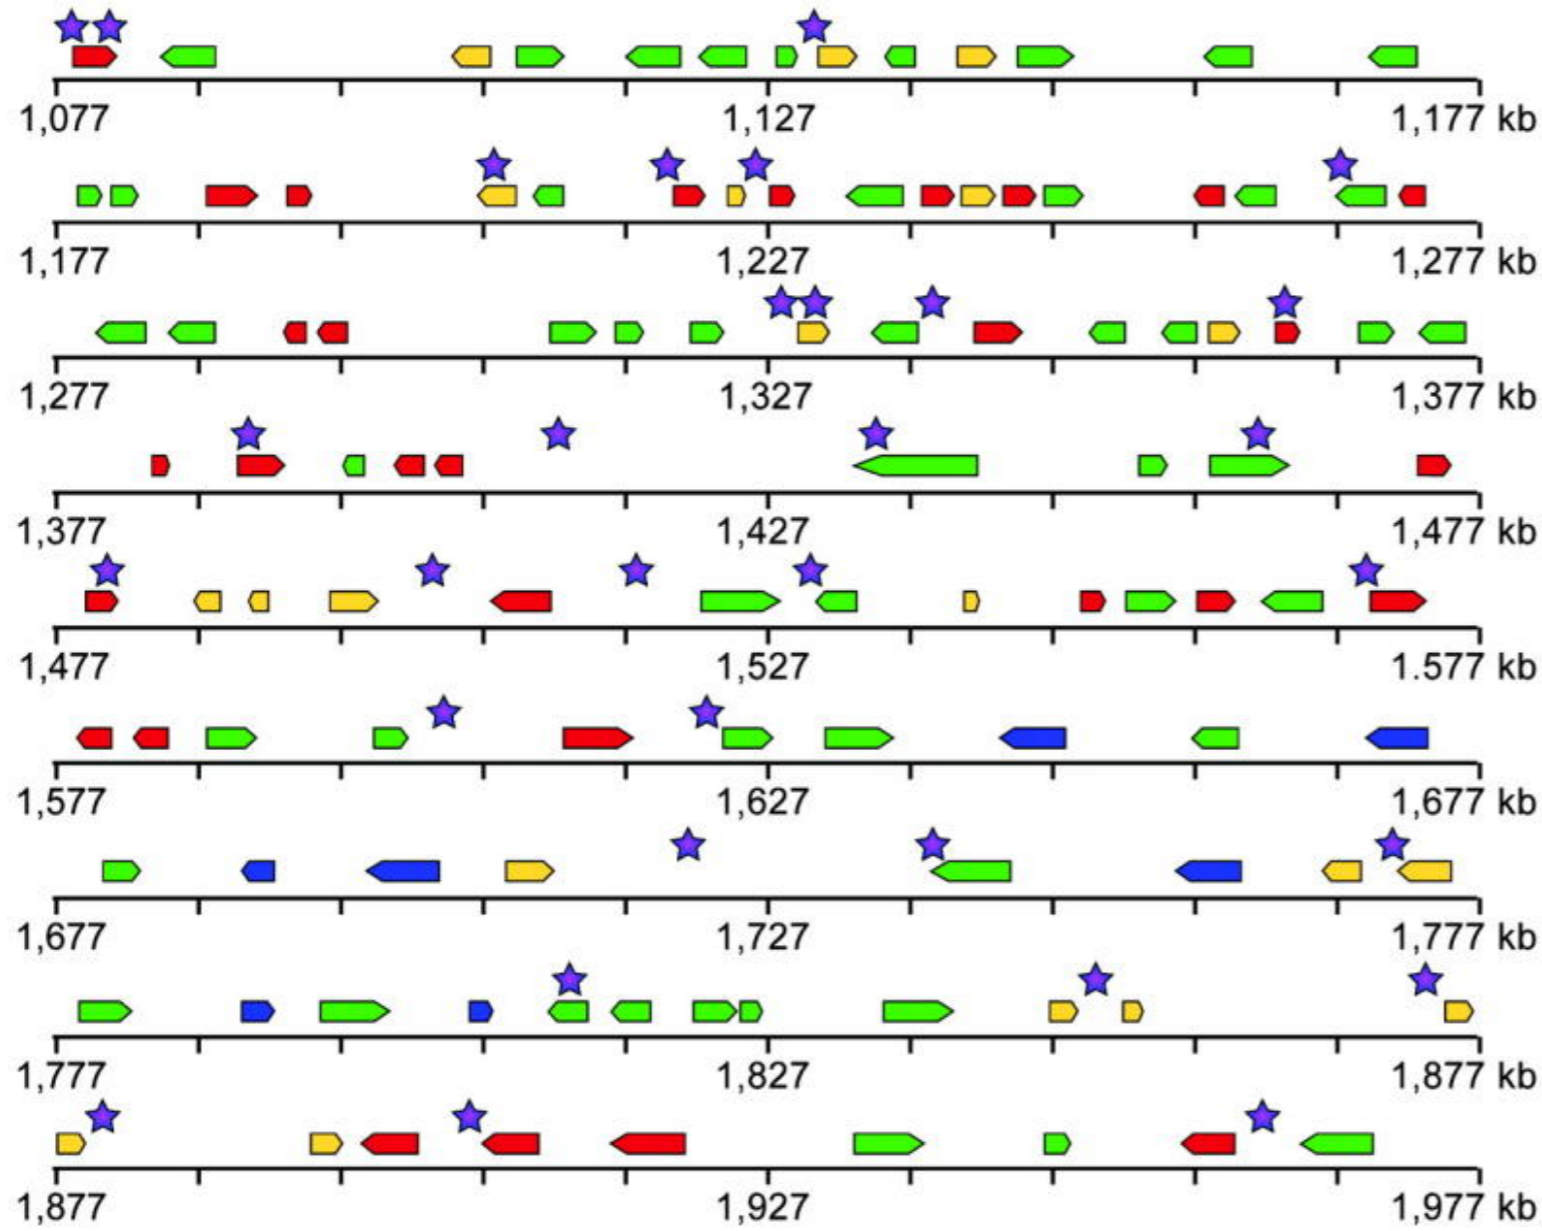 1,077 1,127 1,177 kb
1,177 1,227 1,277 kb
1,277 1,327 1,377 kb
1,377 1,427 1,477 kb
1,477 1,527 1.577 kb
1,577 1,627 1,677 kb
1,677 1,727 1,777 kb
1,777 1,827 1,877 kb
1,877 1,927 1,977 kb